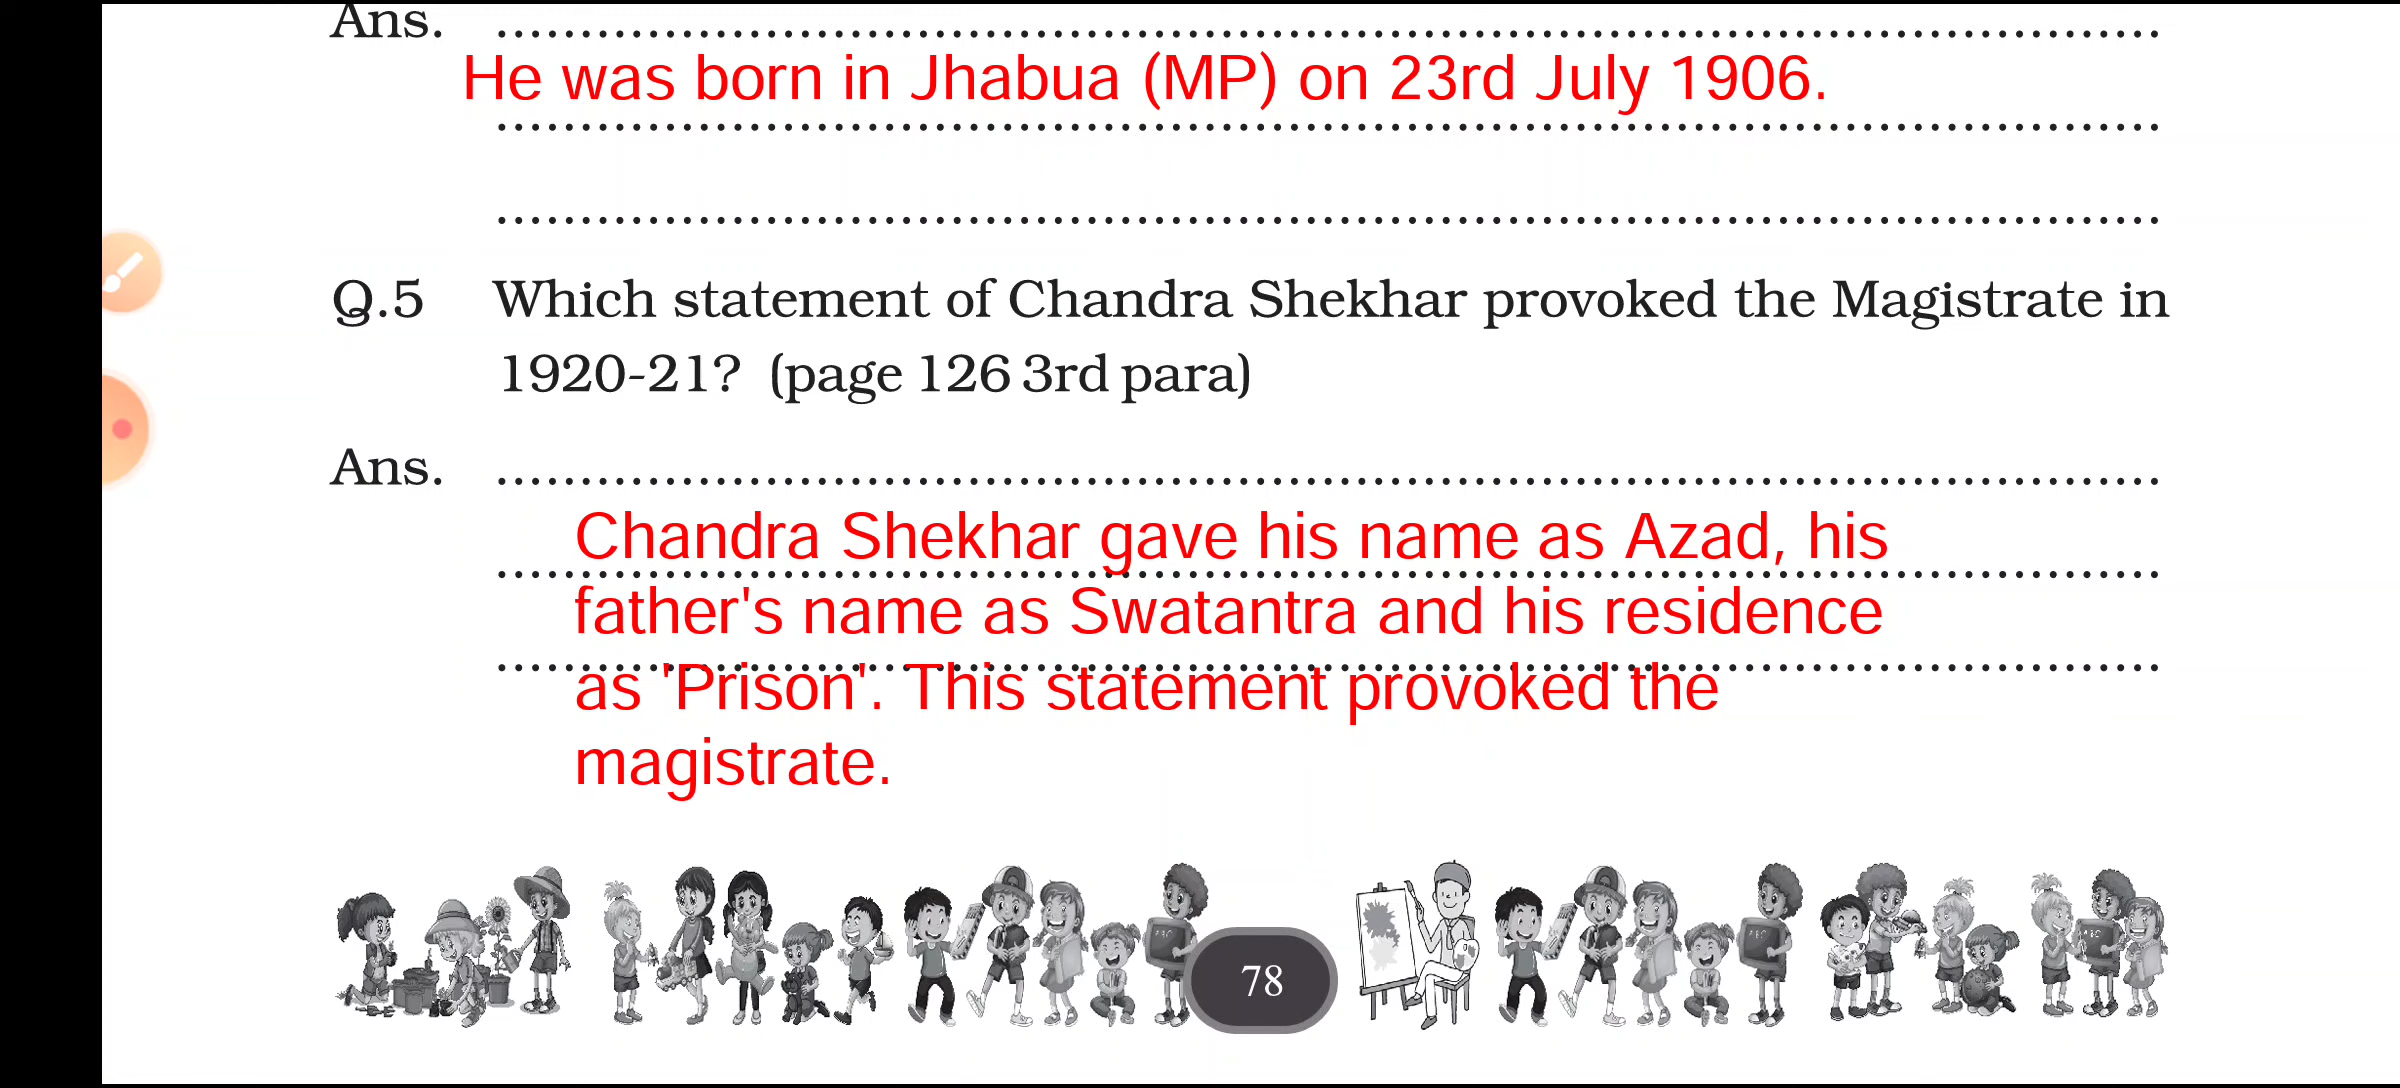 Ans.
He was born in Jhabua (MP) on 23rd July 1906.
Q.5 Which statement of Chandra Shekhar provoked the Magistrate in
1920-21? (page 126 3rd para)
Ans.
Chandra Shekhar gave his name as Azad, his
father's name as Swatantra and his residence
as 'Prison'. This statement provoked the
magistrate.
78